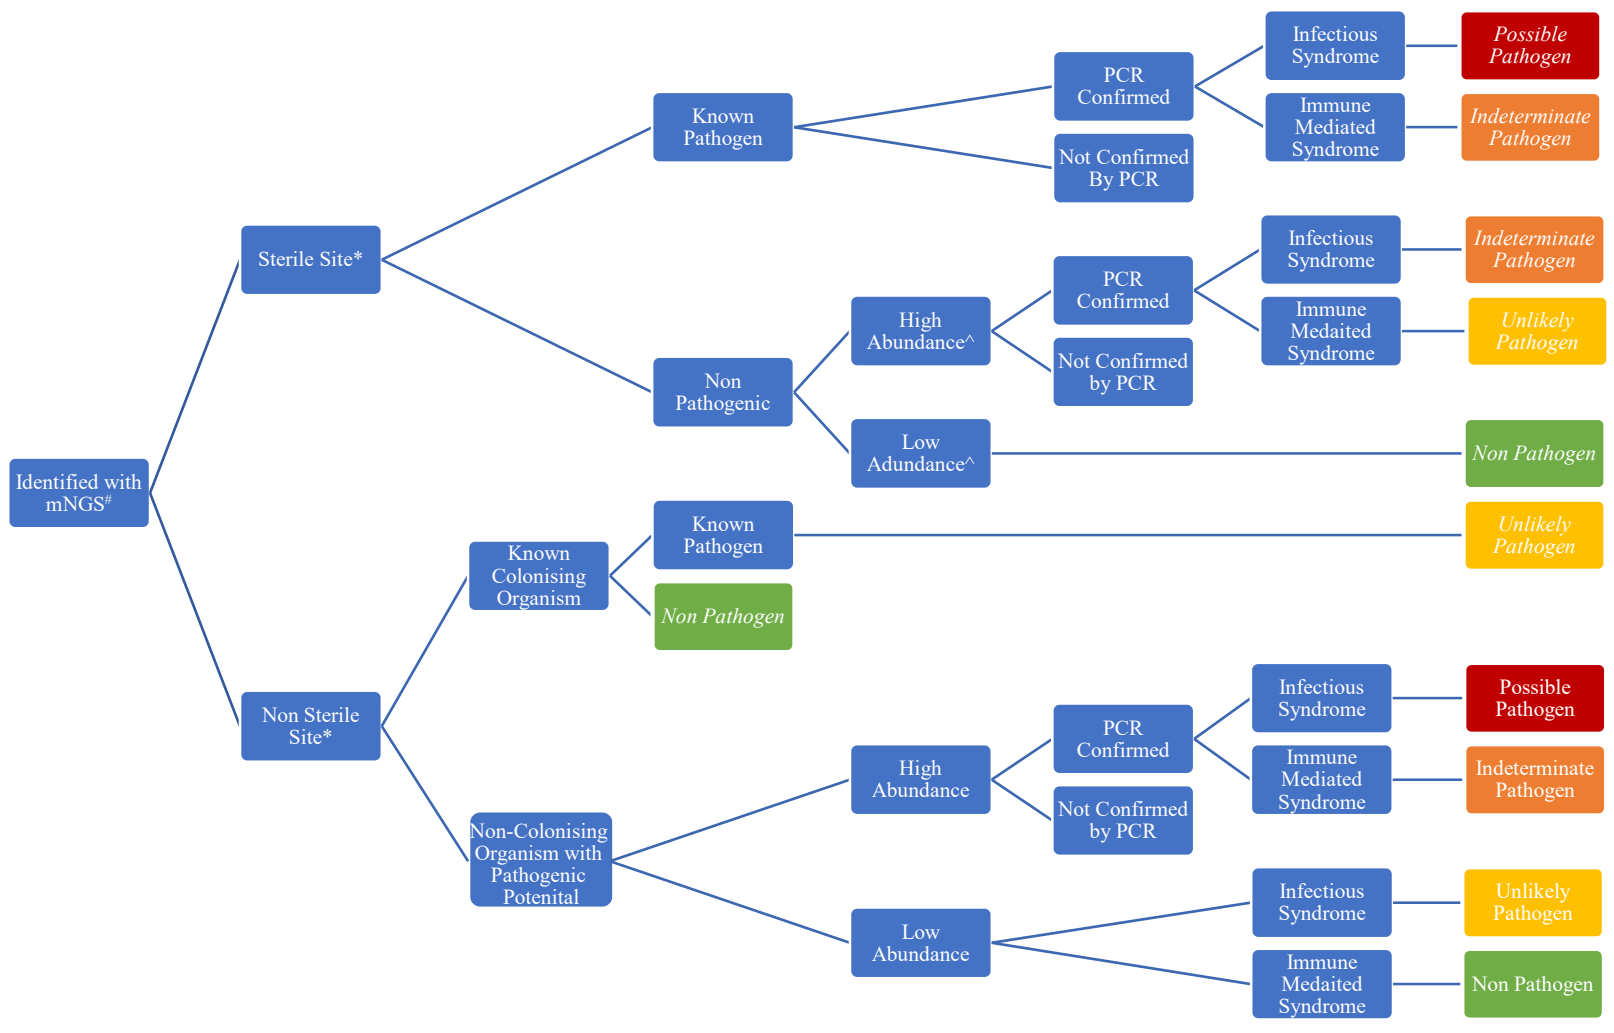 Identified with
mNGS#
Sterile Site*
Known
Pathogen
PCR
Confirmed
Infectious
Syndrome
Possible
Pathogen
Immune
Mediated
Syndrome
Indeterminate
Pathogen
Not Confirmed
By PCR
Non
Pathogenic
High
Abundance^
PCR
Confirmed
Infectious
Syndrome
Indeterminate
Pathogen
Immune
Medaited
Syndrome
Unlikely
Pathogen
Not Confirmed
by PCR
Low
Adundance^
Non Pathogen
Non Sterile
Site*
Known
Colonising
Organism
Known
Pathogen
Unlikely
Pathogen
Non Pathogen
Non-Colonising
Organism with
Pathogenic
Potenital
High
Abundance
PCR
Confirmed
Infectious
Syndrome
Possible
Pathogen
Immune
Mediated
Syndrome
Indeterminate
Pathogen
Not Confirmed
by PCR
Low
Abundance
Infectious
Syndrome
Unlikely
Pathogen
Immune
Medaited
Syndrome
Non Pathogen